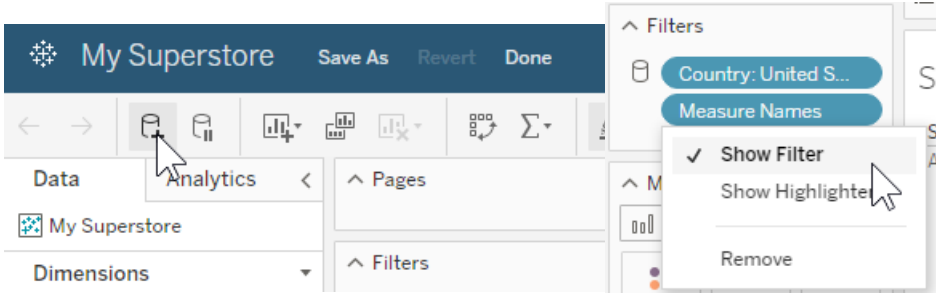 My Superstore Save As Revert Done
Data Analytics
My Superstore
Dimensions
Pages
Filters
Filters
Country: United S...
Measure Names
Show Filter
Show Highlighter
Remove
M
S